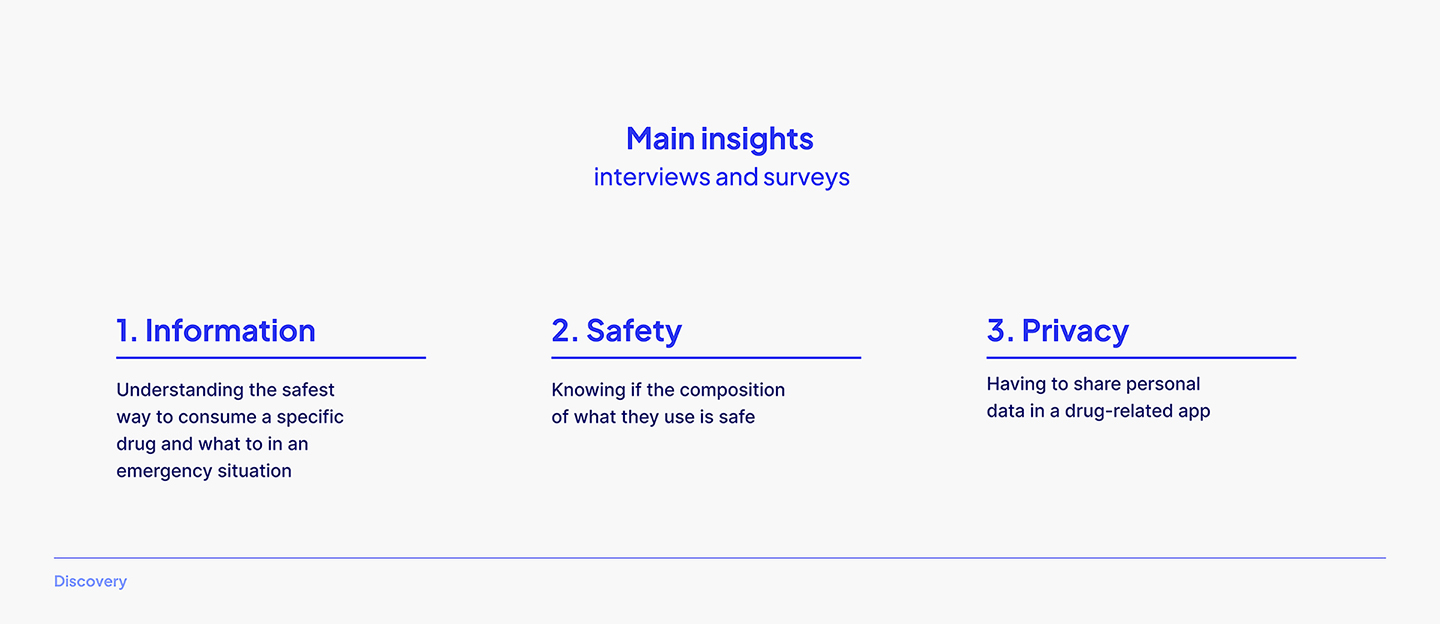 Main insights
interviews and surveys
1. Information
Understanding the safest
way to consume a specific
drug and what to in an
emergency situation
2. Safety
Knowing if the composition
of what they use is safe
3. Privacy
Having to share personal
data in a drug-related app
Discovery